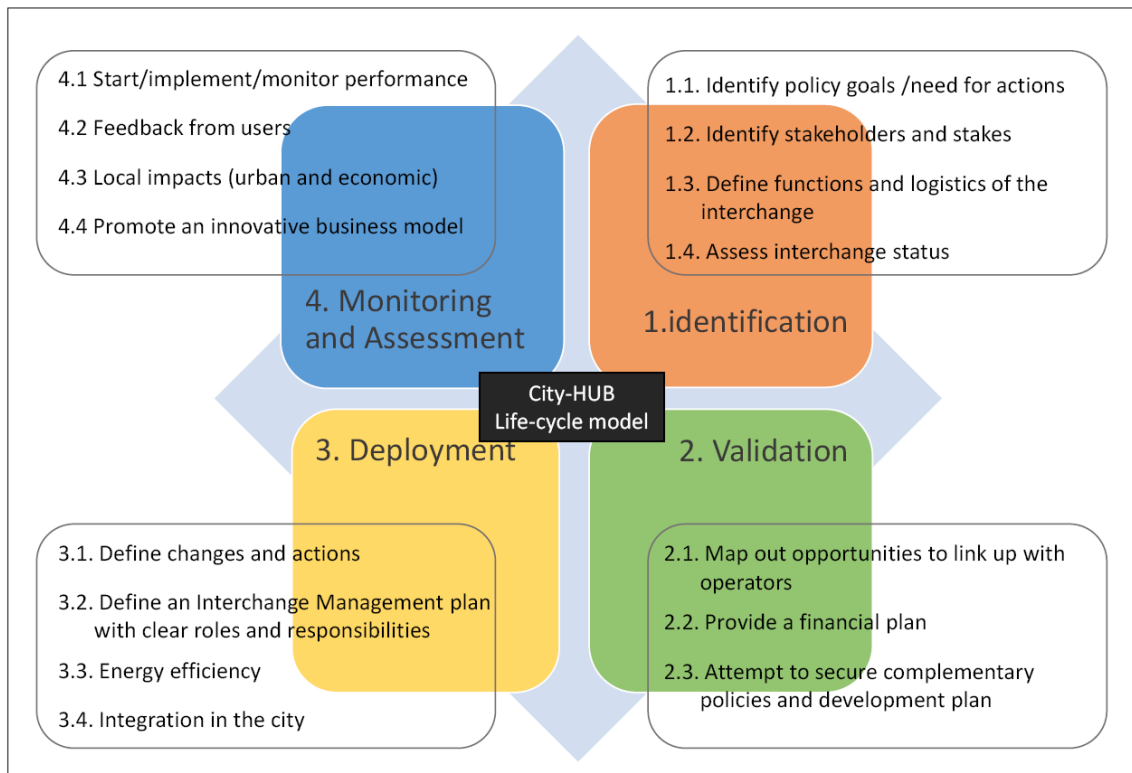 4.1 Start/implement/monitor performance
4.2 Feedback from users
4.3 Local impacts (urban and economic)
4.4 Promote an innovative business model
4. Monitoring
and Assessment
1.1. Identify policy goals /need for actions
1.2. Identify stakeholders and stakes
1.3. Define functions and logistics of the
interchange
1.4. Assess interchange status
1.identification
City-HUB
Life-cycle model
3. Deployment
3.1. Define changes and actions
3.2. Define an Interchange Management plan
with clear roles and responsibilities
3.3. Energy efficiency
3.4. Integration in the city
2. Validation
2.1. Map out opportunities to link up with
operators
2.2. Provide a financial plan
2.3. Attempt to secure complementary
policies and development plan